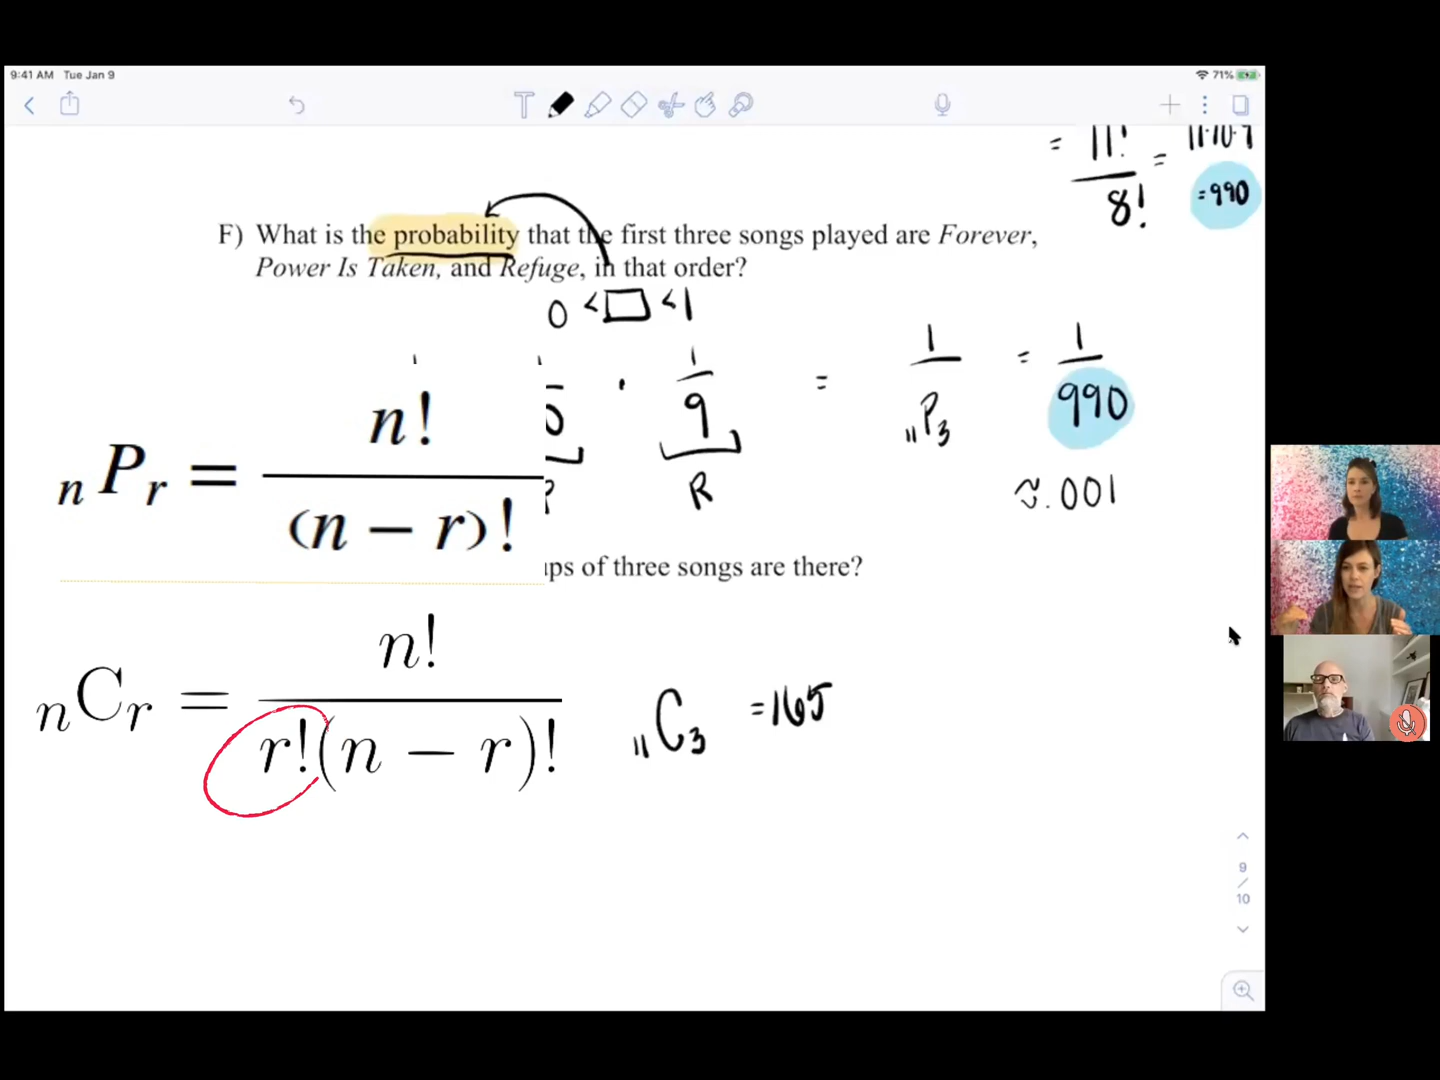 9:41 AM Tue Jan 9
71%
T
= 11! = 11·10·9
8! =990
F) What is the probability that the first three songs played are Forever,
Power Is Taken, and Refuge, in that order?
0 < □ < 1
· 1/9 = 1/₁₁P₃ = 1/990
R ≈.001
nPr = n!/(n − r)!
ps of three songs are there?
nCr = n!/r!(n − r)!
₁₁C₃ =165
9
/
10